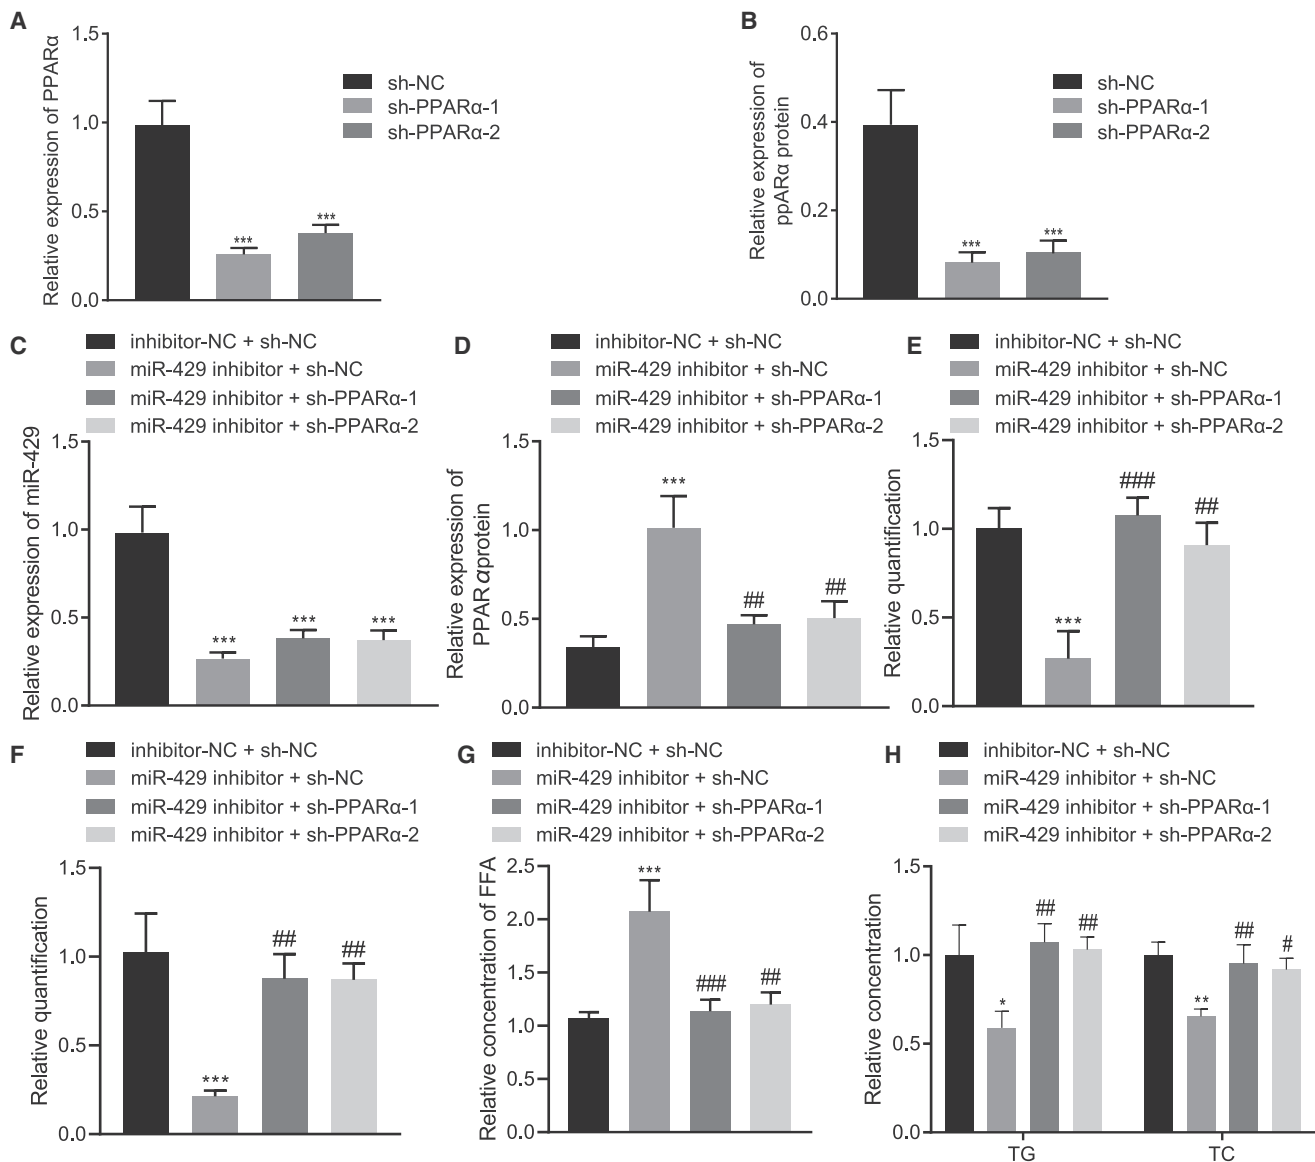 A
Relative expression of PPARα
1.5
1.0
0.5
0.0
***
***
sh-NC
sh-PPARα-1
sh-PPARα-2
B
Relative expression of
ppARα protein
0.6
0.4
0.2
0.0
***
***
sh-NC
sh-PPARα-1
sh-PPARα-2
C
inhibitor-NC + sh-NC
miR-429 inhibitor + sh-NC
miR-429 inhibitor + sh-PPARα-1
miR-429 inhibitor + sh-PPARα-2
Relative expression of miR-429
1.5
1.0
0.5
0.0
***
***
***
D
inhibitor-NC + sh-NC
miR-429 inhibitor + sh-NC
miR-429 inhibitor + sh-PPARα-1
miR-429 inhibitor + sh-PPARα-2
Relative expression of
PPARαprotein
1.5
1.0
0.5
0.0
***
##
##
E
inhibitor-NC + sh-NC
miR-429 inhibitor + sh-NC
miR-429 inhibitor + sh-PPARα-1
miR-429 inhibitor + sh-PPARα-2
Relative quantification
1.5
1.0
0.5
0.0
***
###
##
F
inhibitor-NC + sh-NC
miR-429 inhibitor + sh-NC
miR-429 inhibitor + sh-PPARα-1
miR-429 inhibitor + sh-PPARα-2
Relative quantification
1.5
1.0
0.5
0.0
***
##
##
G
inhibitor-NC + sh-NC
miR-429 inhibitor + sh-NC
miR-429 inhibitor + sh-PPARα-1
miR-429 inhibitor + sh-PPARα-2
Relative concentration of FFA
2.5
2.0
1.5
1.0
0.5
0.0
***
###
##
H
inhibitor-NC + sh-NC
miR-429 inhibitor + sh-NC
miR-429 inhibitor + sh-PPARα-1
miR-429 inhibitor + sh-PPARα-2
Relative concentration
1.5
1.0
0.5
0.0
*
##
##
**
##
#
TG
TC